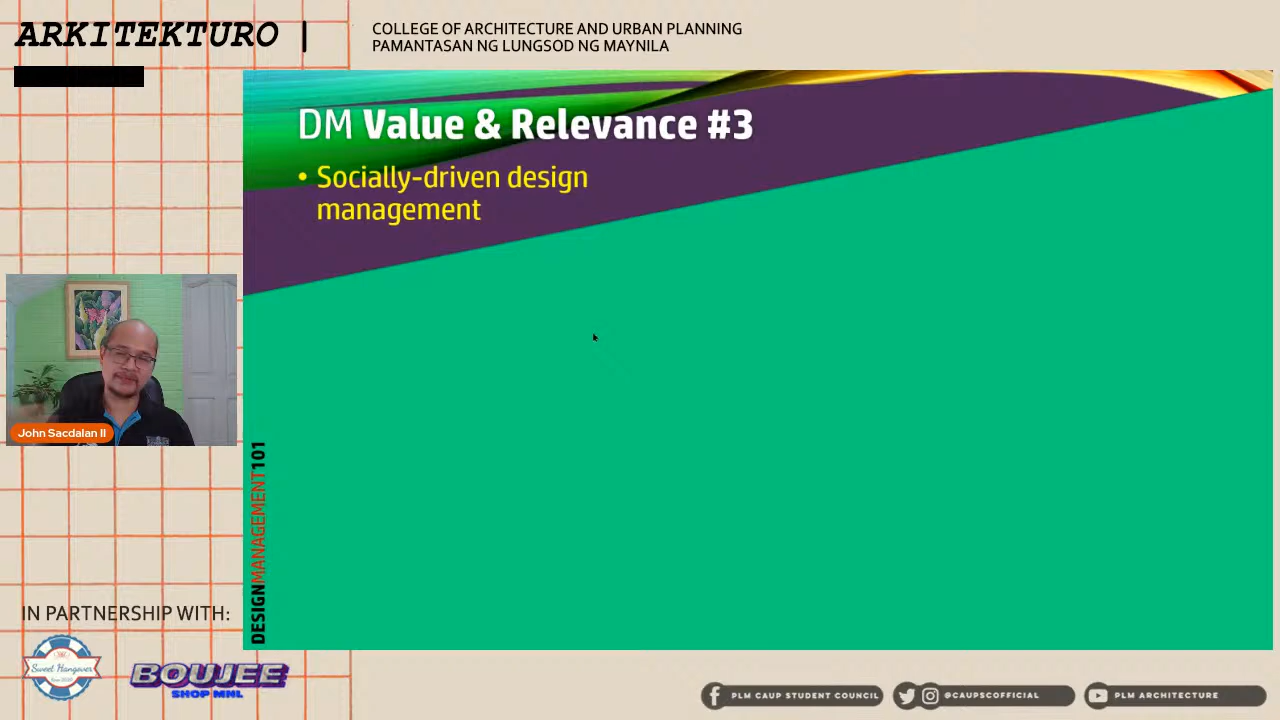 ARKITEKTURO |
COLLEGE OF ARCHITECTURE AND URBAN PLANNING
PAMANTASAN NG LUNGSOD NG MAYNILA
DM Value & Relevance #3
• Socially-driven design
management
John Sacdalan II
DESIGNMANAGEMENT101
IN PARTNERSHIP WITH:
Sweet Hangover
BOUJEE
SHOP MNL
PLM CAUP STUDENT COUNCIL
@CAUPSCOFFICIAL
PLM ARCHITECTURE